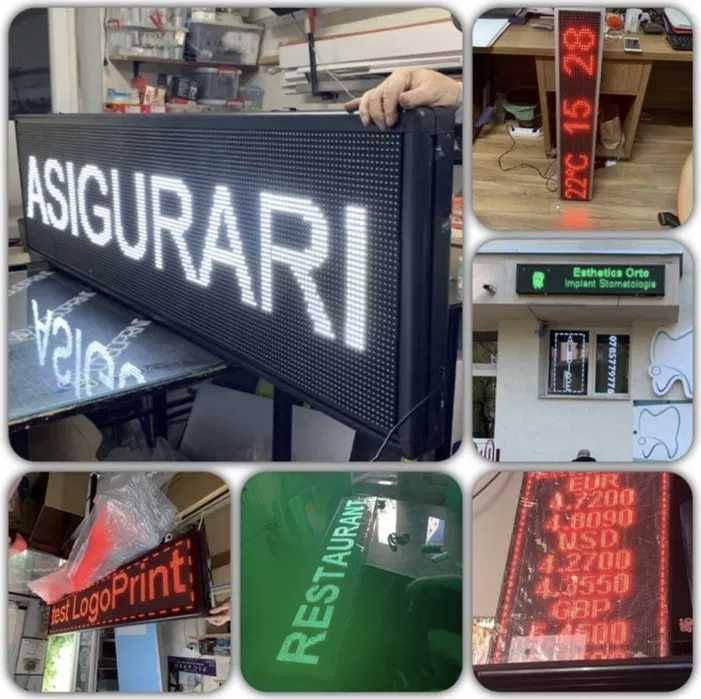 ASIGURARI
22°C 15 28
Esthetics Orto
Implant Stomatologie
test LogoPrint
RESTAURANT
EUR
4.7200
4.8090
USD
4.2700
4.3550
GBP